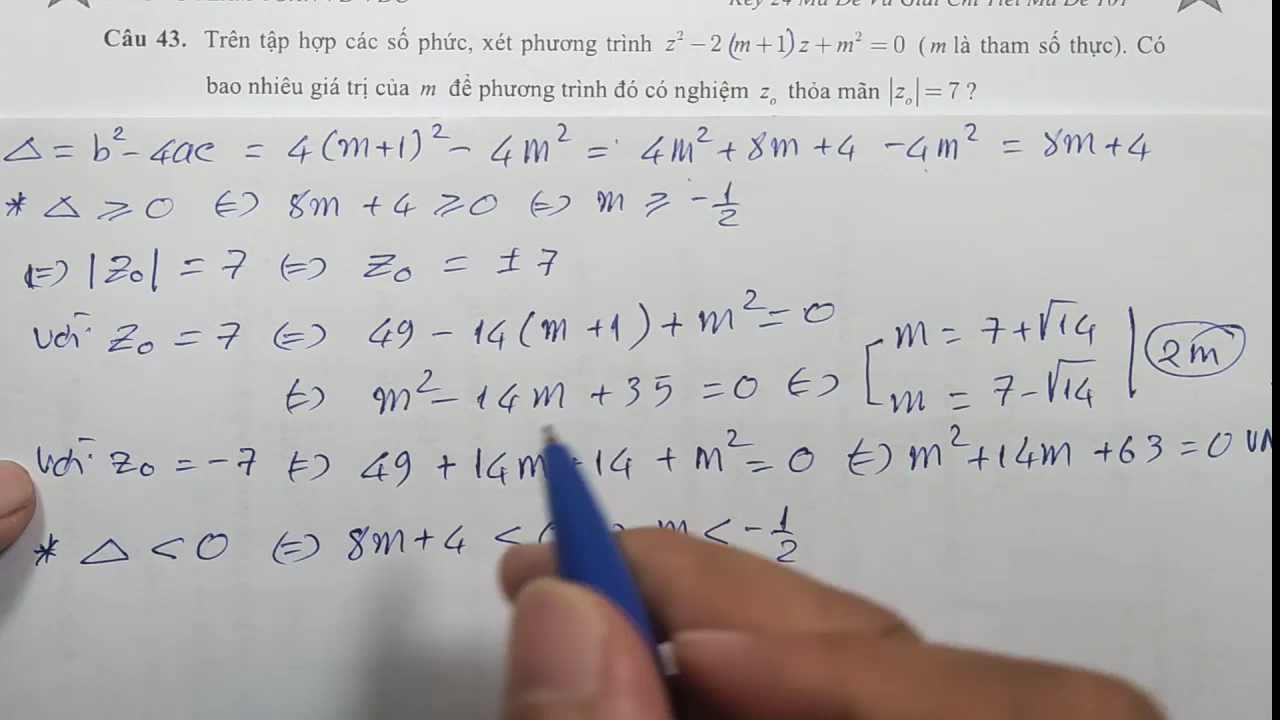 Câu 43. Trên tập hợp các số phức, xét phương trình z² − 2(m+1)z + m² = 0 (m là tham số thực). Có
bao nhiêu giá trị của m để phương trình đó có nghiệm z₀ thỏa mãn |z₀| = 7 ?
Δ = b² − 4ac = 4(m+1)² − 4m² = 4m² + 8m + 4 − 4m² = 8m + 4
* Δ ⩾ 0 ⇔ 8m + 4 ⩾ 0 ⇔ m ⩾ −1/2
⇔ |z₀| = 7 ⇔ z₀ = ±7
với z₀ = 7 ⇔ 49 − 14(m+1) + m² = 0
⇔ m² − 14m + 35 = 0 ⇔ [ m = 7 + √14
m = 7 − √14 | 2m
với z₀ = −7 ⇔ 49 + 14m 14 + m² = 0 ⇔ m² + 14m + 63 = 0
* Δ < 0 ⇔ 8m + 4 < m < −1/2